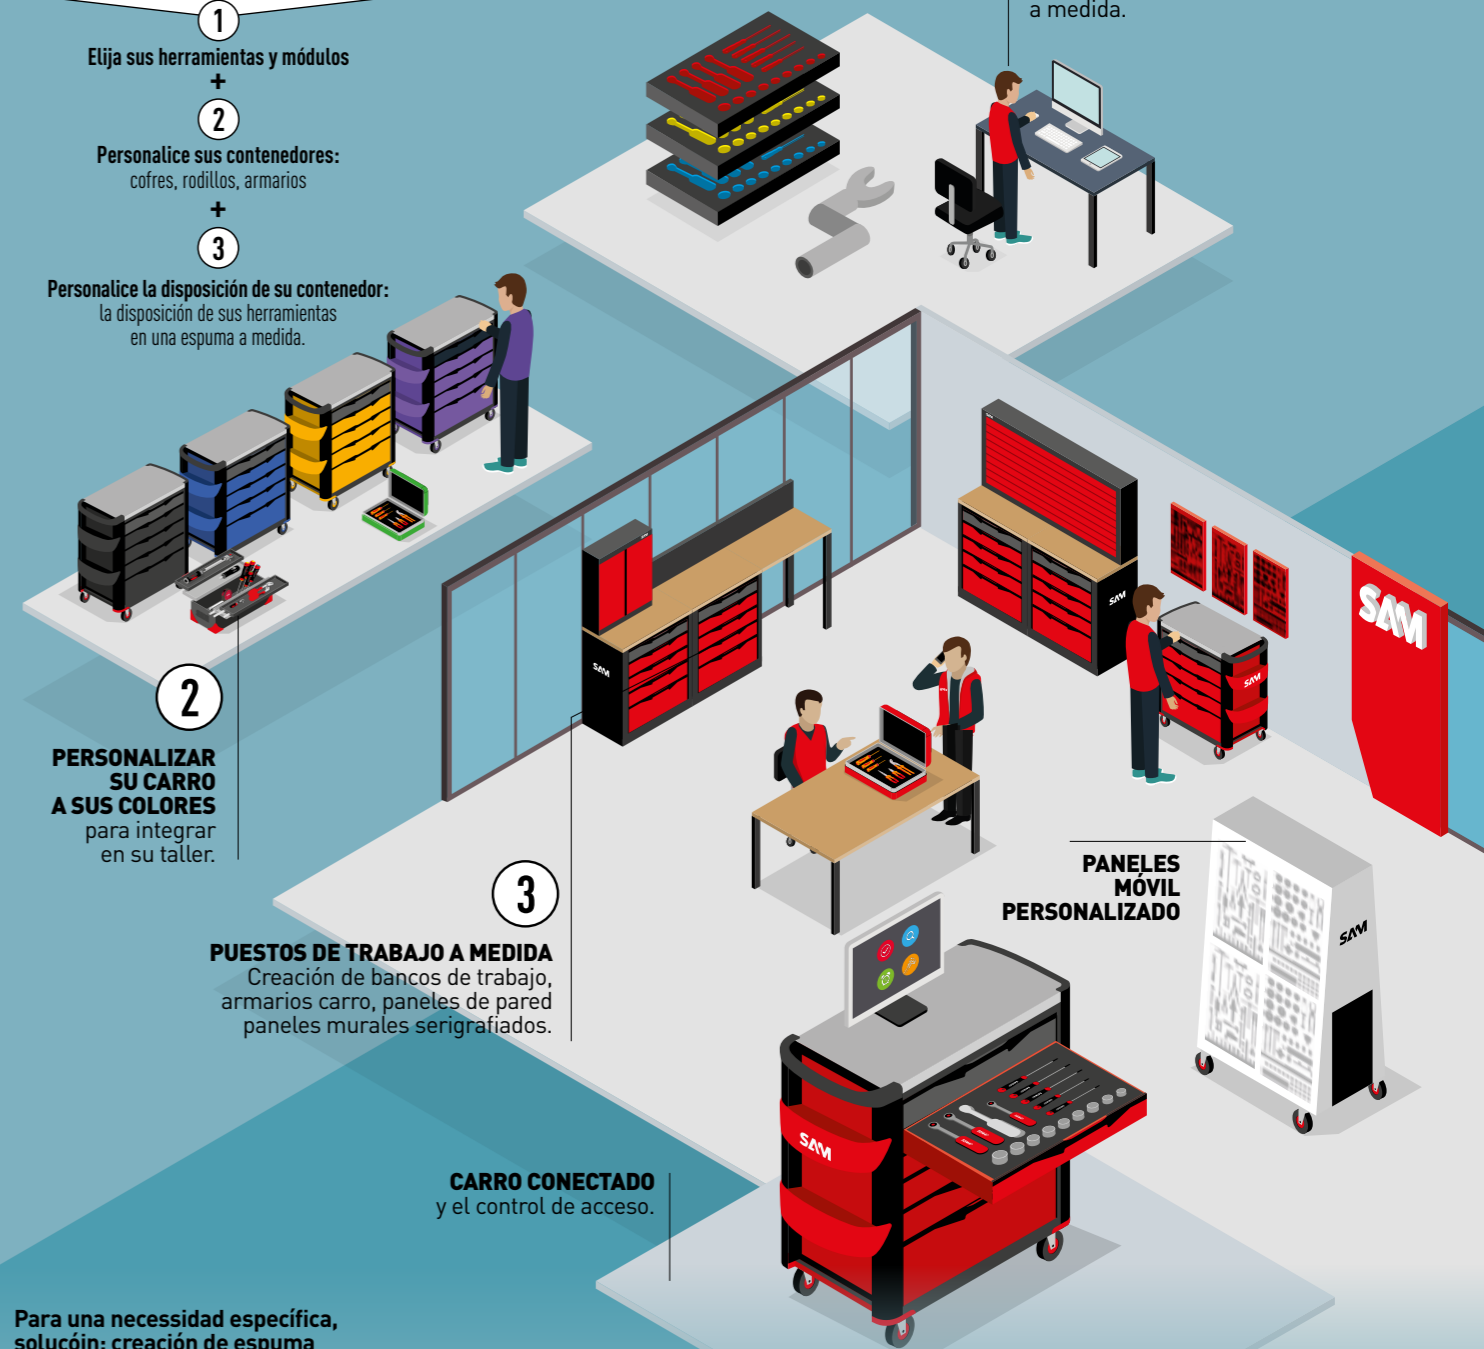 1
Elija sus herramientas y módulos
+
2
Personalice sus contenedores:
cofres, rodillos, armarios
+
3
Personalice la disposición de su contenedor:
la disposición de sus herramientas
en una espuma a medida.
a medida.
2
PERSONALIZAR
SU CARRO
A SUS COLORES
para integrar
en su taller.
3
PUESTOS DE TRABAJO A MEDIDA
Creación de bancos de trabajo,
armarios carro, paneles de pared
paneles murales serigrafiados.
SAM
SAM
SAM
SAM
PANELES
MÓVIL
PERSONALIZADO
SAM
SAM
CARRO CONECTADO
y el control de acceso.
Para una necessidad específica,
solucóin: creación de espuma